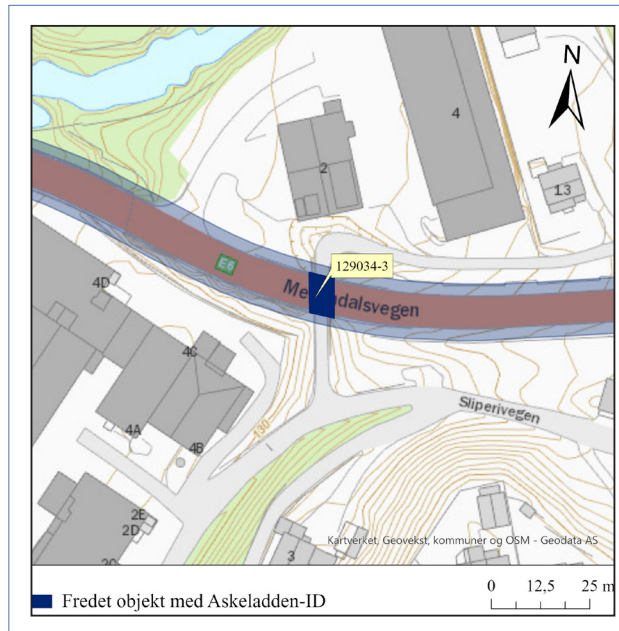 N
4
2
13
129034-3
E6
dalsvegen
4D
4C
Sliperivegen
130
4A
4B
2E
2D
3
Kartverket, Geovekst, kommuner og OSM - Geodata AS
0 12,5 25 m
Fredet objekt med Askeladden-ID